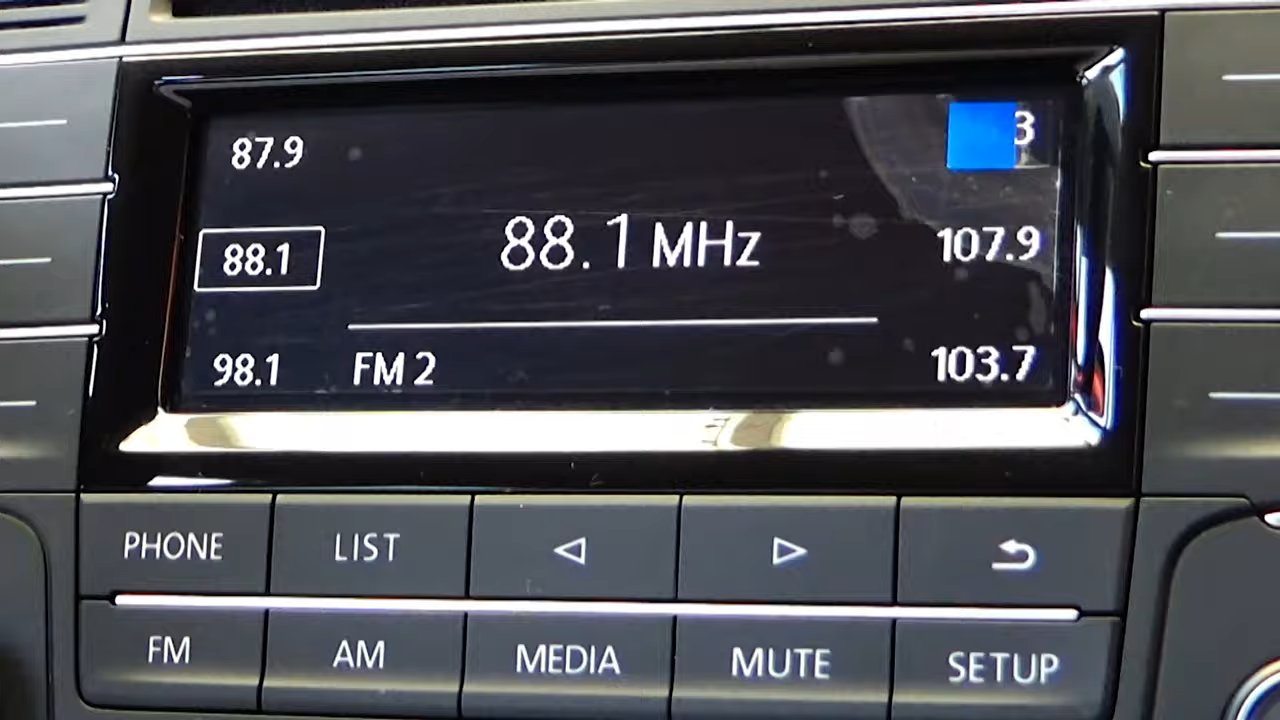 87.9
88.1
98.1
88.1 MHz
FM 2
3
107.9
103.7
PHONE LIST
FM AM MEDIA MUTE SETUP